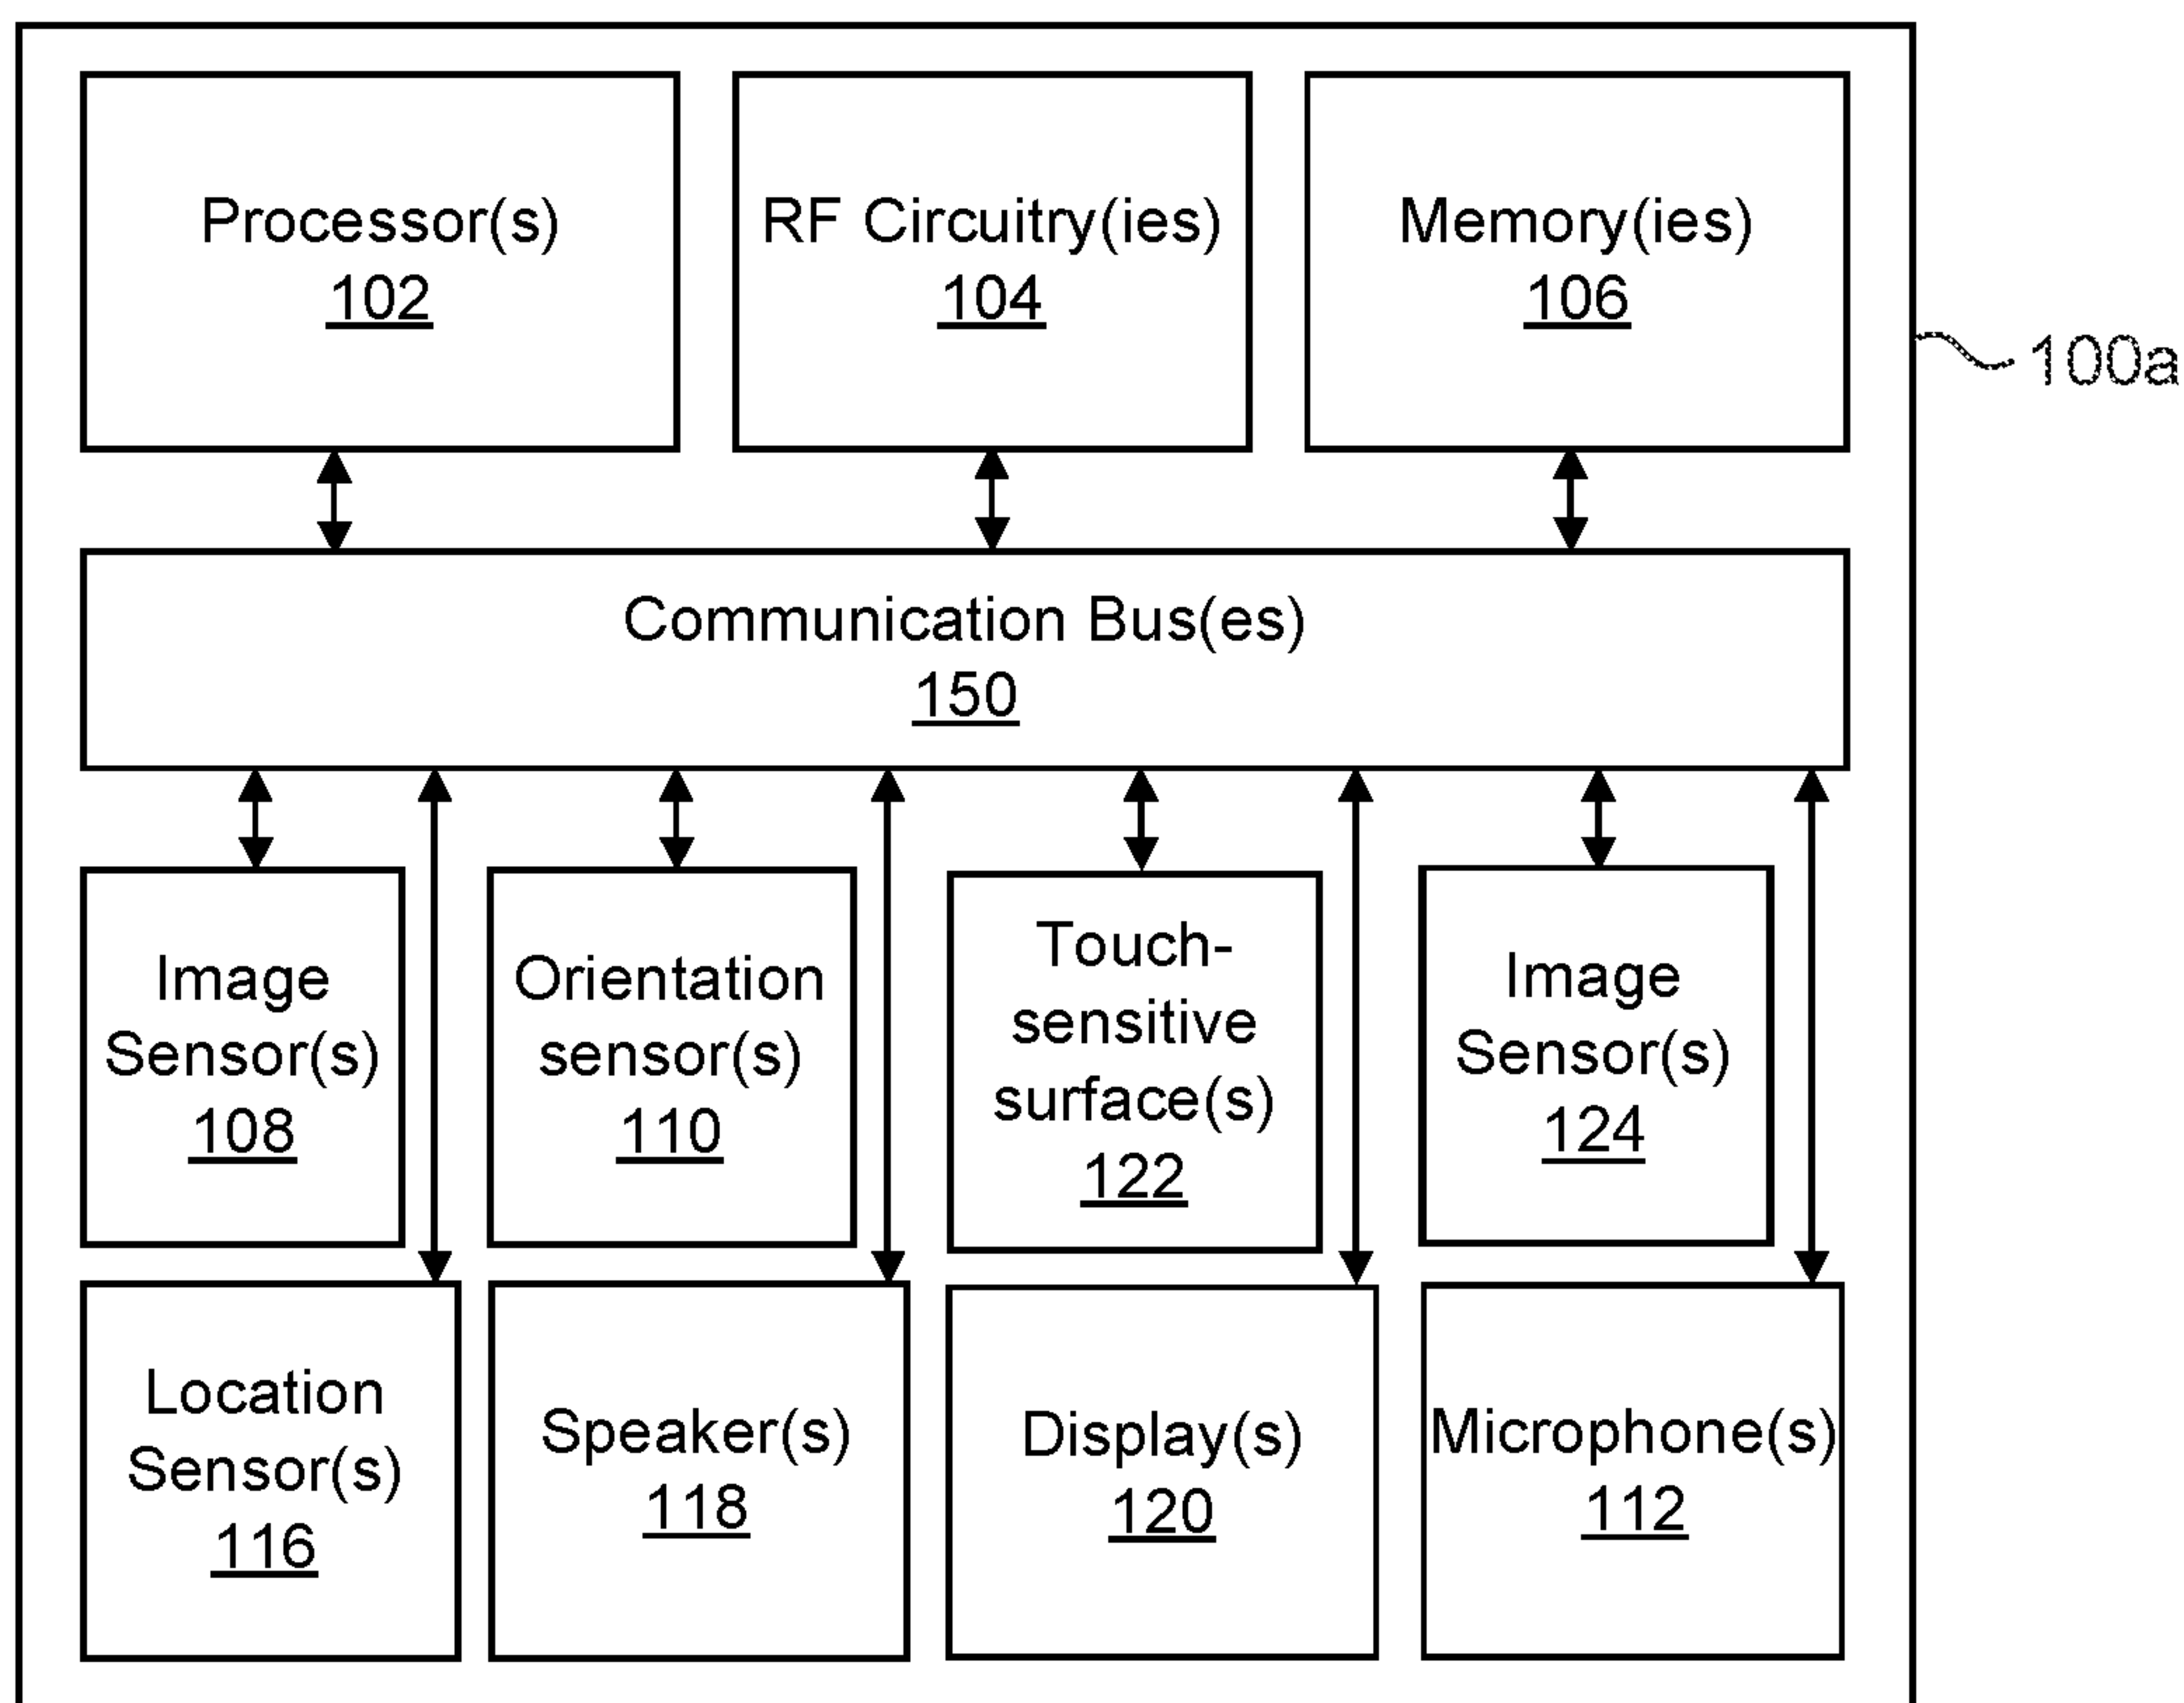 Processor(s)
102
RF Circuitry(ies)
104
Memory(ies)
106
100a
Communication Bus(es)
150
Image
Sensor(s)
108
Orientation
sensor(s)
110
Touch-
sensitive
surface(s)
122
Image
Sensor(s)
124
Location
Sensor(s)
116
Speaker(s)
118
Display(s)
120
Microphone(s)
112